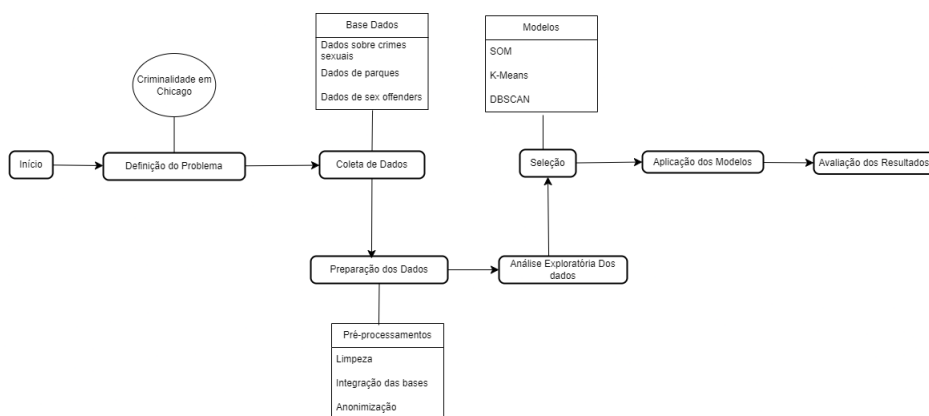 Base Dados
Dados sobre crimes
sexuais
Dados de parques
Dados de sex offenders
Modelos
SOM
K-Means
DBSCAN
Criminalidade em
Chicago
Início
Definição do Problema
Coleta de Dados
Seleção
Aplicação dos Modelos
Avaliação dos Resultados
Preparação dos Dados
Análise Exploratória Dos
dados
Pré-processamentos
Limpeza
Integração das bases
Anonimização